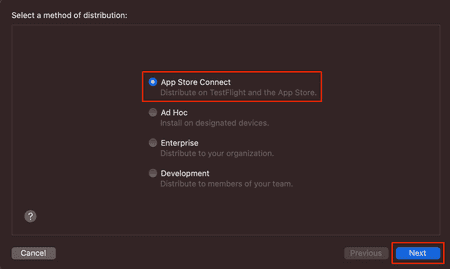 Select a method of distribution:
App Store Connect
Distribute on TestFlight and the App Store.
Ad Hoc
Install on designated devices.
Enterprise
Distribute to your organization.
Development
Distribute to members of your team.
?
Cancel
Previous
Next